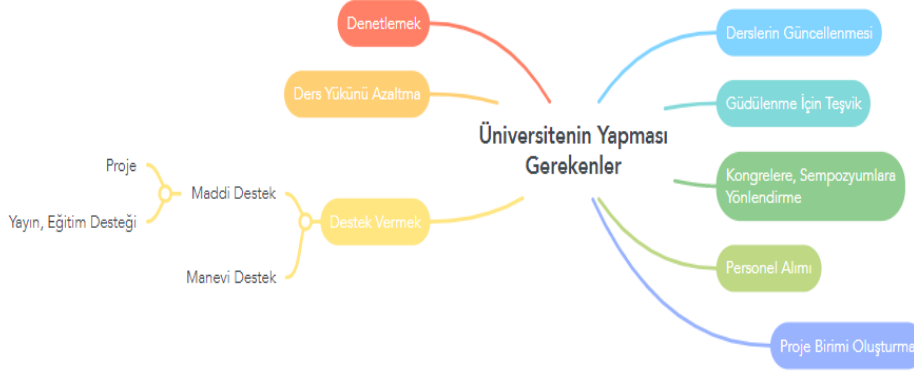 Denetlemek
Derslerin Güncellenmesi
Ders Yükünü Azaltma
Güdülenme İçin Teşvik
Üniversitenin Yapması
Gerekenler
Proje
Maddi Destek
Yayın, Eğitim Desteği
Destek Vermek
Manevi Destek
Kongrelere, Sempozyumlara
Yönlendirme
Personel Alımı
Proje Birimi Oluşturma